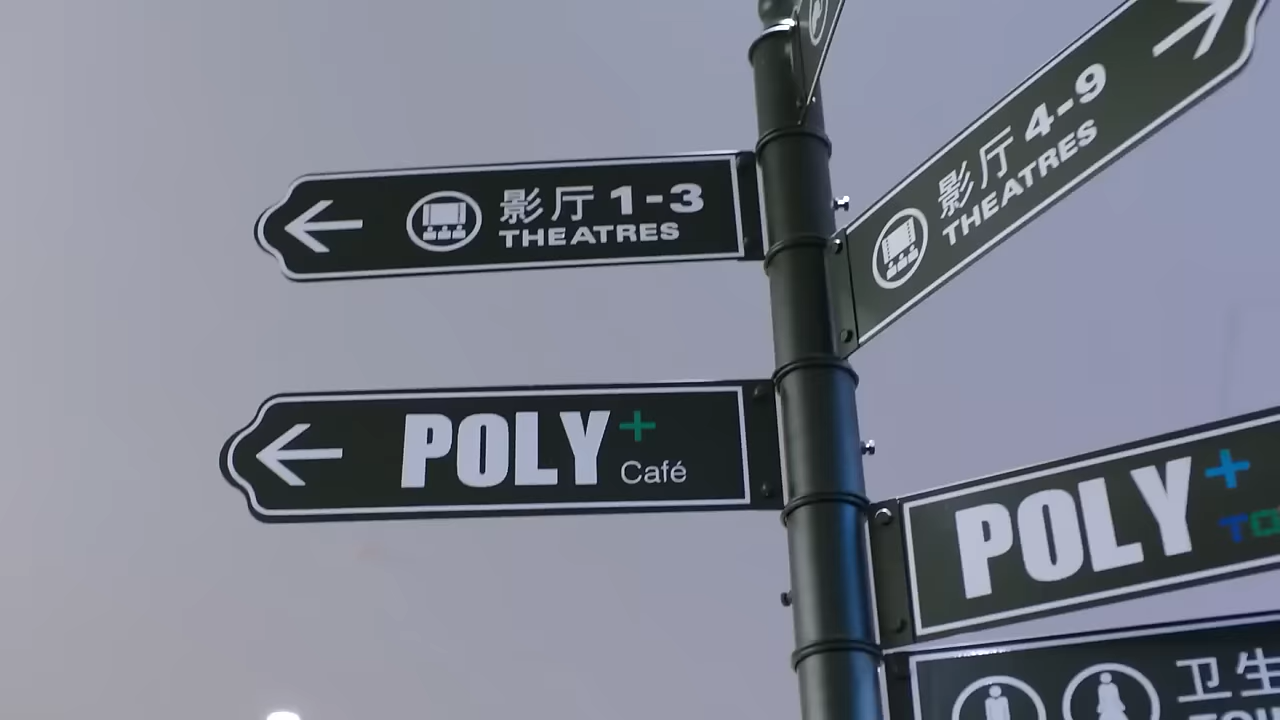 影厅 1-3
THEATRES
影厅 4-9
THEATRES
POLY+
Café
POLY+
卫生